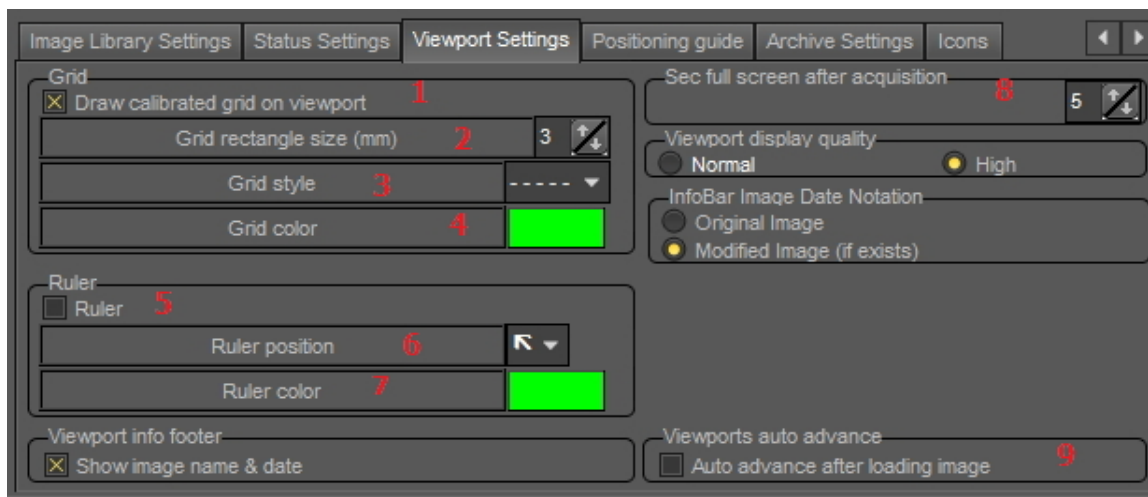 Image Library Settings Status Settings Viewport Settings Positioning guide Archive Settings Icons
Grid
Draw calibrated grid on viewport 1
Grid rectangle size (mm) 2 3
Grid style 3 -----
Grid color 4
Ruler
Ruler 5
Ruler position 6
Ruler color 7
Viewport info footer
Show image name & date
Sec full screen after acquisition 8
5
Viewport display quality
Normal High
InfoBar Image Date Notation
Original Image
Modified Image (if exists)
Viewports auto advance
Auto advance after loading image 9